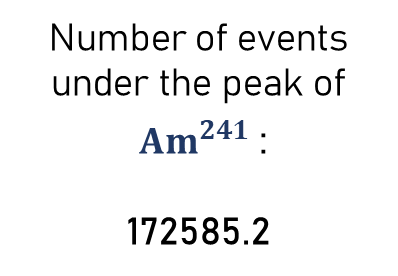 Number of events
under the peak of
Am²⁴¹ :
172585.2